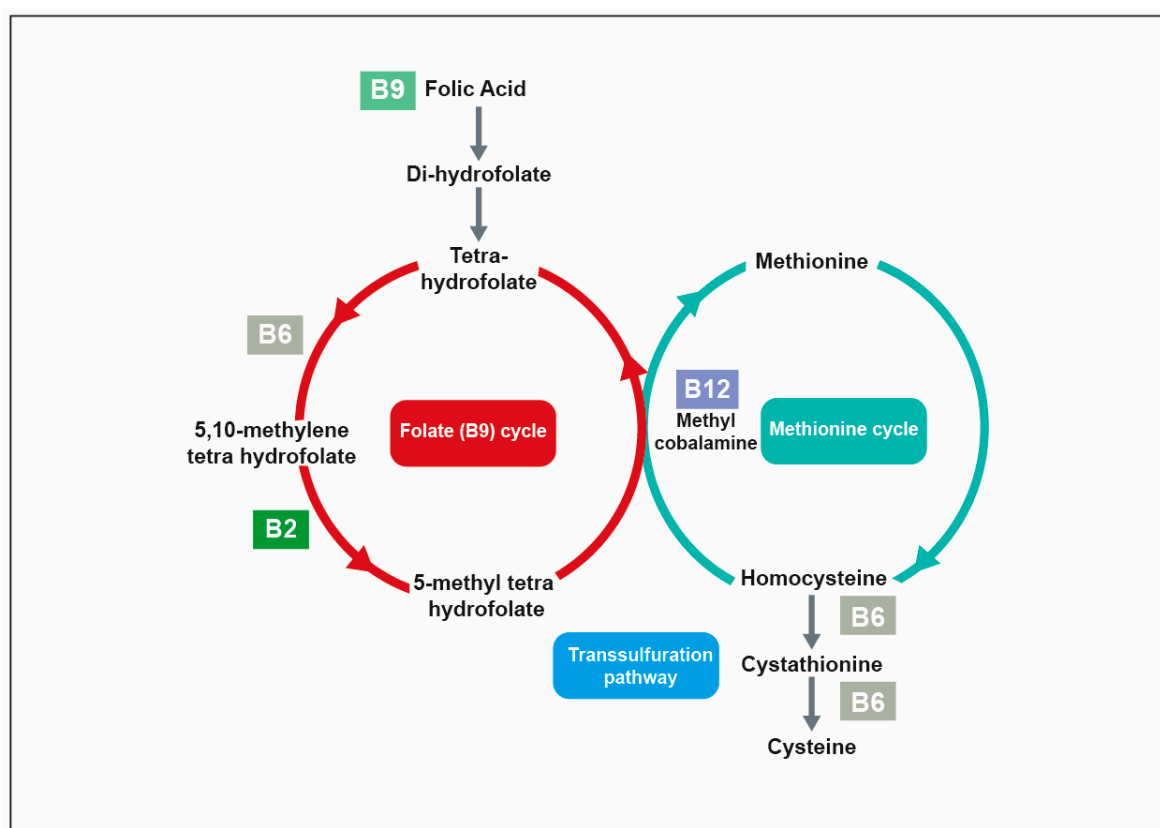 B9
Folic Acid
Di-hydrofolate
Tetra-
hydrofolate
Methionine
B6
B12
Methyl
cobalamine
Folate (B9) cycle
Methionine cycle
5,10-methylene
tetra hydrofolate
B2
5-methyl tetra
hydrofolate
Homocysteine
B6
Transsulfuration
pathway
Cystathionine
B6
Cysteine